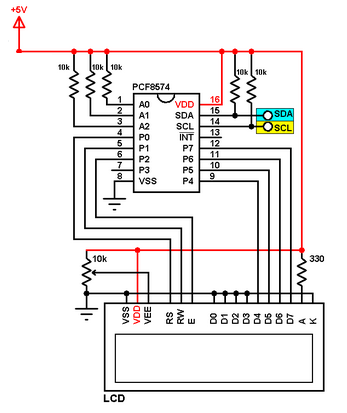 +5V
10k 10k 10k 10k 10k
PCF8574
1 A0 VDD 16
2 A1 SDA 15 SDA
3 A2 SCL 14 SCL
4 P0 INT 13
5 P1 P7 12
6 P2 P6 11
7 P3 P5 10
8 VSS P4 9
10k 330
VSS VDD VEE RS RW E D0 D1 D2 D3 D4 D5 D6 D7 A K
LCD